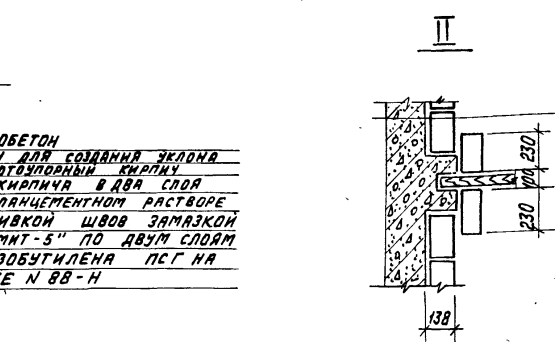 II
ОБЕТОН
ДЛЯ СОЗДАНИЯ УКЛОНА
ОТОУПОРНЫЙ КИРПИЧ
КИРПИЧА В ДВА СЛОЯ
ЛАНЦЕМЕНТНОМ РАСТВОРЕ
ИВКОЙ ШВОВ ЗАМАЗКОЙ
МИТ-5" ПО ДВУМ СЛОЯМ
ЗОБУТИЛЕНА ПСГ НА
Е N 88-Н
230
100
230
138